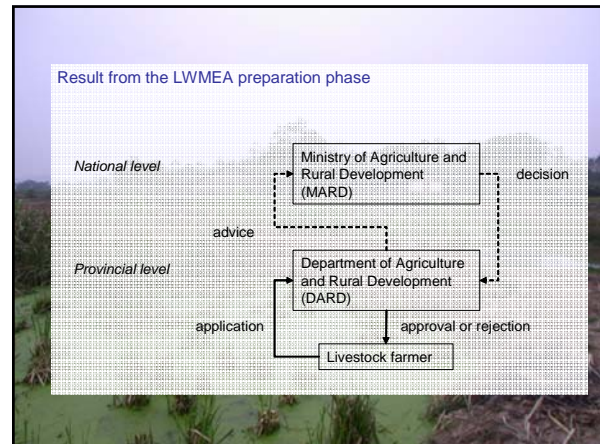 Result from the LWMEA preparation phase
National level
Ministry of Agriculture and
Rural Development
(MARD)
decision
advice
Provincial level
Department of Agriculture
and Rural Development
(DARD)
application
approval or rejection
Livestock farmer